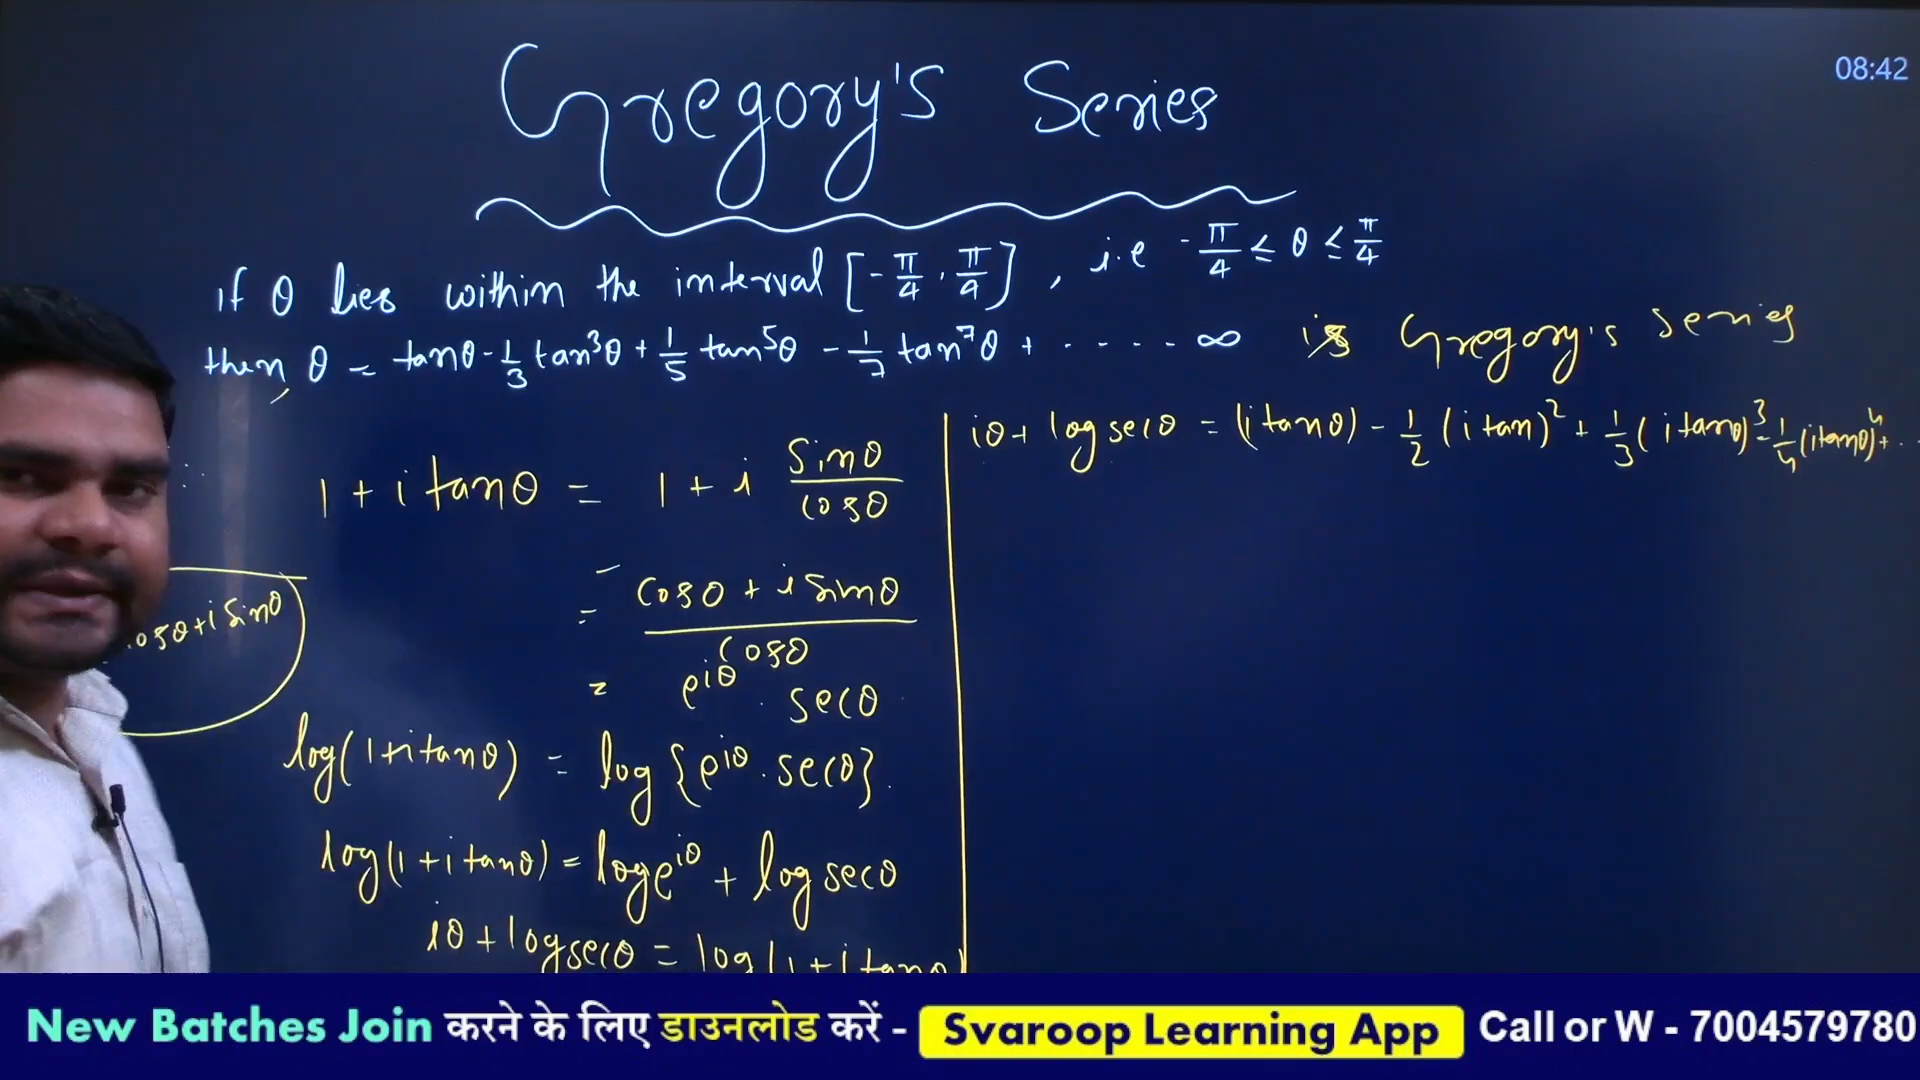 Gregory's Series
08:42
if θ lies within the interval [-π/4, π/4], i.e -π/4 ≤ θ ≤ π/4
then, θ = tanθ - 1/3 tan³θ + 1/5 tan⁵θ - 1/7 tan⁷θ + ..... ∞ is Gregory's series
1 + i tanθ = 1 + i sinθ/cosθ
= (cosθ + i sinθ)/cosθ
osθ + i sinθ
= e^{iθ} . secθ
log(1+i tanθ) = log {e^{iθ} . secθ}.
log(1 + i tanθ) = log e^{iθ} + log secθ
iθ + log secθ = log(1 + i tanθ)
iθ + log secθ = (i tanθ) - 1/2 (i tan)² + 1/3 (i tanθ)³ - 1/4 (i tanθ)⁴ + ..
New Batches Join करने के लिए डाउनलोड करें - Svaroop Learning App Call or W - 7004579780